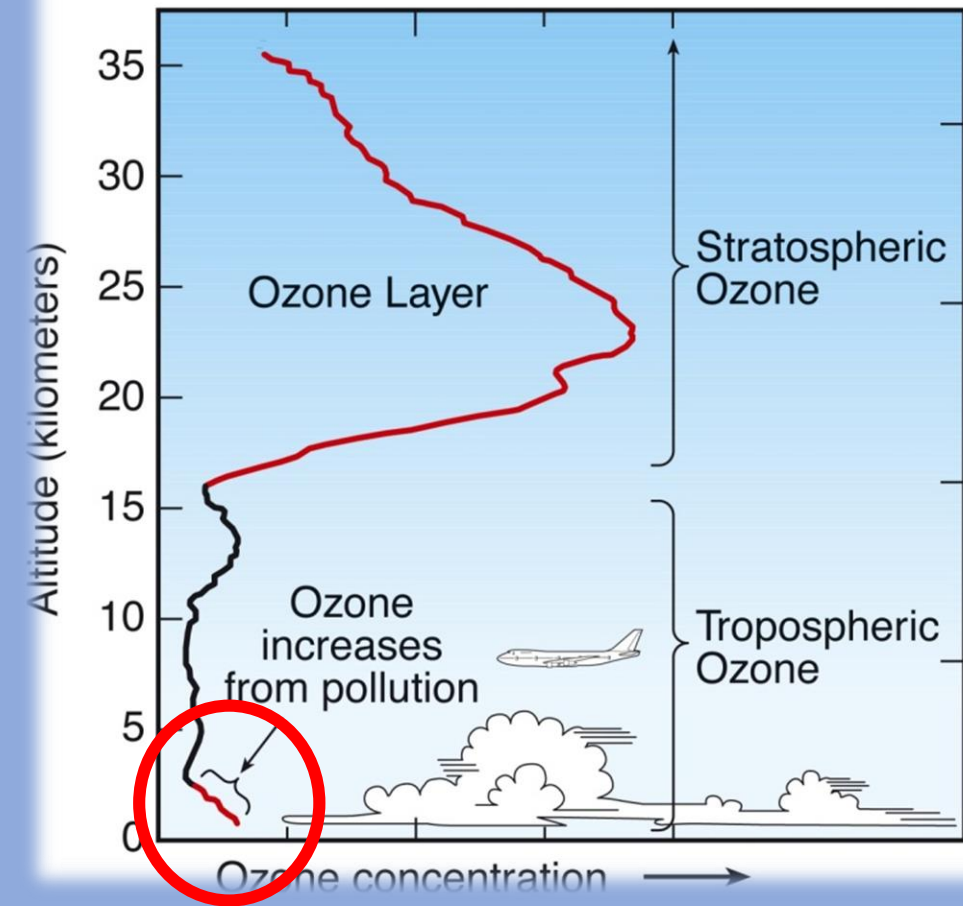 35
30
25
20
15
10
5
0
Altitude (kilometers)
Ozone Layer
Stratospheric
Ozone
Ozone
increases
from pollution
Tropospheric
Ozone
Ozone concentration